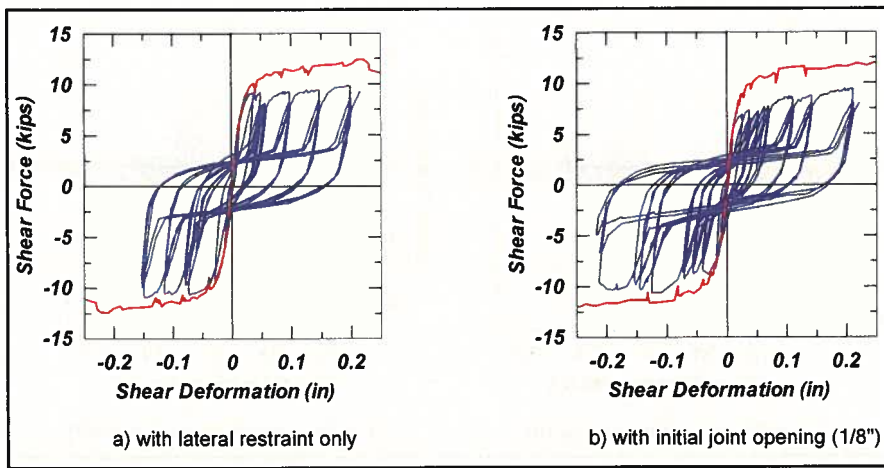 15
10
5
0
-5
-10
-15
Shear Force (kips)
-0.2 -0.1 0 0.1 0.2
Shear Deformation (in)
a) with lateral restraint only
15
10
5
0
-5
-10
-15
Shear Force (kips)
-0.2 -0.1 0 0.1 0.2
Shear Deformation (in)
b) with initial joint opening (1/8")